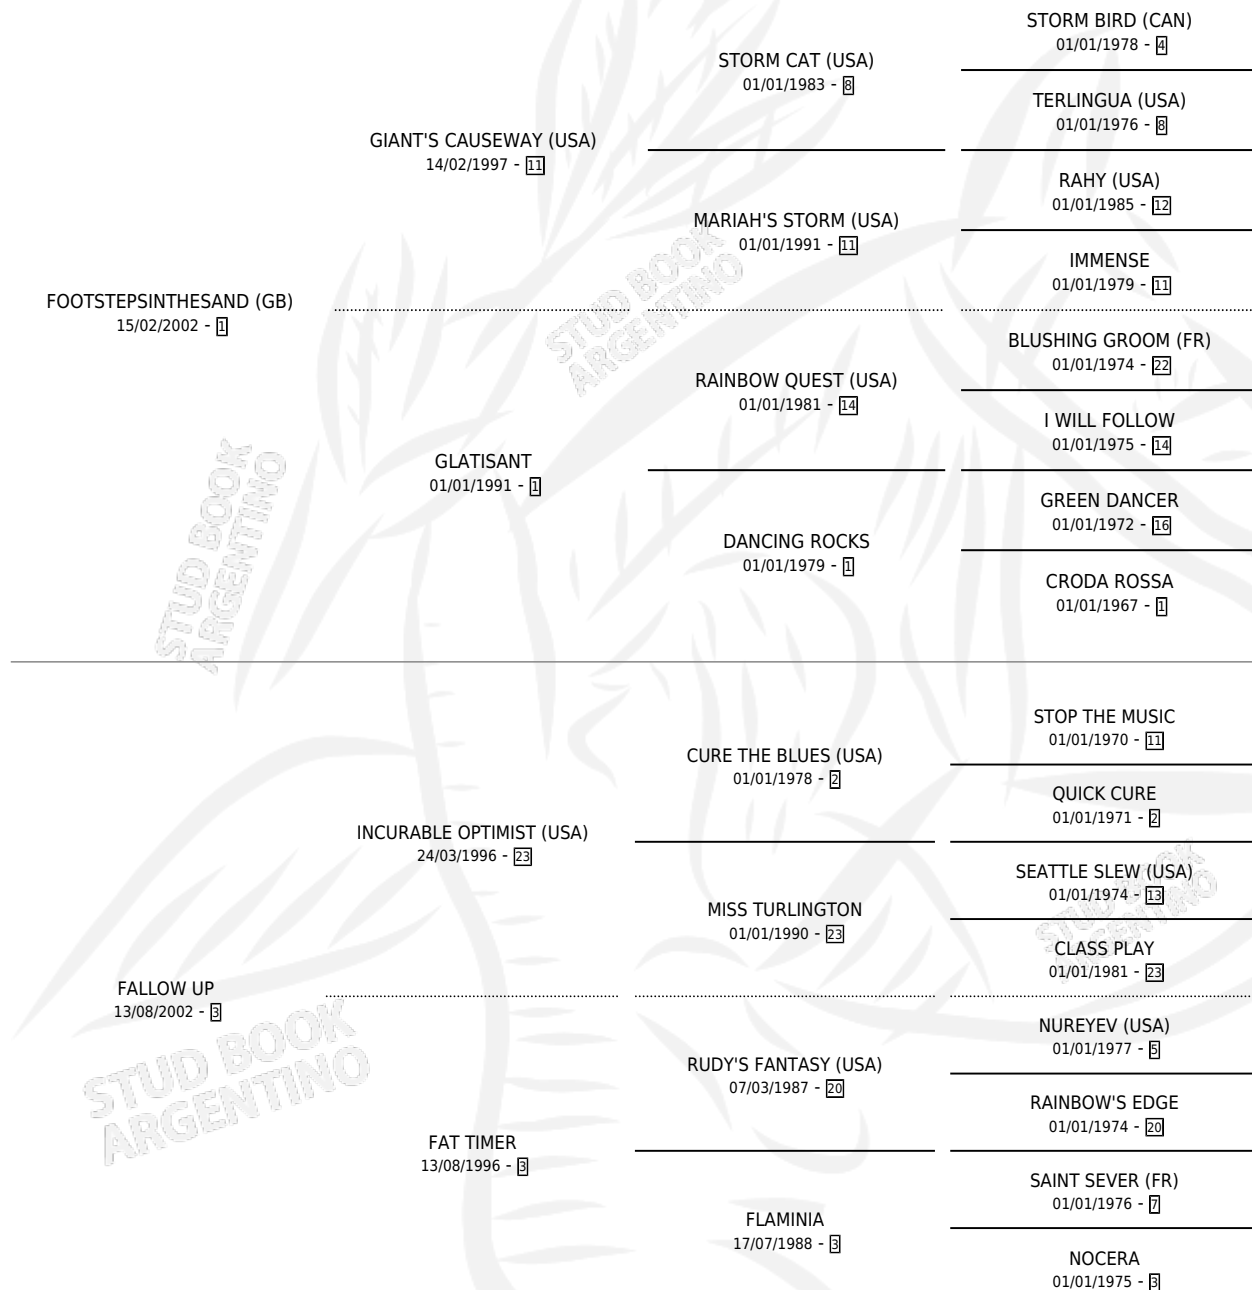 STORM BIRD (CAN)
01/01/1978 - 4
STORM CAT (USA)
01/01/1983 - 8
TERLINGUA (USA)
01/01/1976 - 8
GIANT'S CAUSEWAY (USA)
14/02/1997 - 11
RAHY (USA)
01/01/1985 - 12
MARIAH'S STORM (USA)
01/01/1991 - 11
IMMENSE
01/01/1979 - 11
FOOTSTEPSINTHESAND (GB)
15/02/2002 - 1
STUD BOOK
ARGENTINO
BLUSHING GROOM (FR)
01/01/1974 - 22
RAINBOW QUEST (USA)
01/01/1981 - 14
I WILL FOLLOW
01/01/1975 - 14
GLATISANT
01/01/1991 - 1
GREEN DANCER
01/01/1972 - 16
DANCING ROCKS
01/01/1979 - 1
CRODA ROSSA
01/01/1967 - 1
STUD BOOK
ARGENTINO
STOP THE MUSIC
01/01/1970 - 11
CURE THE BLUES (USA)
01/01/1978 - 2
QUICK CURE
01/01/1971 - 2
INCURABLE OPTIMIST (USA)
24/03/1996 - 23
SEATTLE SLEW (USA)
01/01/1974 - 13
MISS TURLINGTON
01/01/1990 - 23
STUD BOOK
ARGENTINO
CLASS PLAY
01/01/1981 - 23
FALLOW UP
13/08/2002 - 3
NUREYEV (USA)
01/01/1977 - 5
RUDY'S FANTASY (USA)
07/03/1987 - 20
STUD BOOK
ARGENTINO
RAINBOW'S EDGE
01/01/1974 - 20
FAT TIMER
13/08/1996 - 3
SAINT SEVER (FR)
01/01/1976 - 7
FLAMINIA
17/07/1988 - 3
NOCERA
01/01/1975 - 3